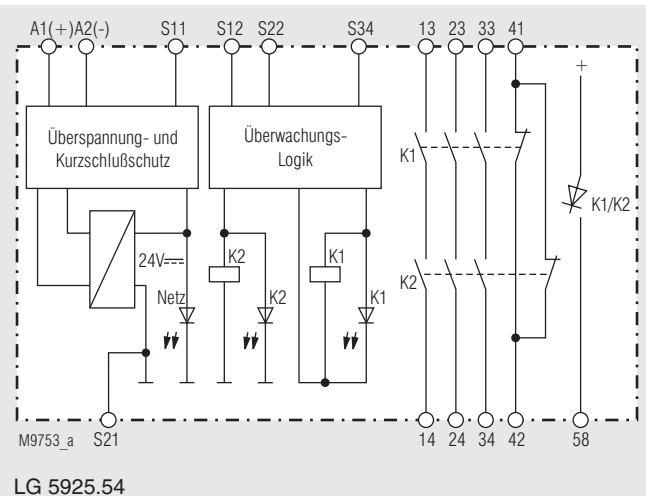 A1(+) A2(-) S11 S12 S22 S34 13 23 33 41
+
Überspannung- und
Kurzschlußschutz
Überwachungs-
Logik
K1
K1/K2
24V
K2
K1
K2
Netz
K2
K1
M9753_a S21 14 24 34 42 58
LG 5925.54